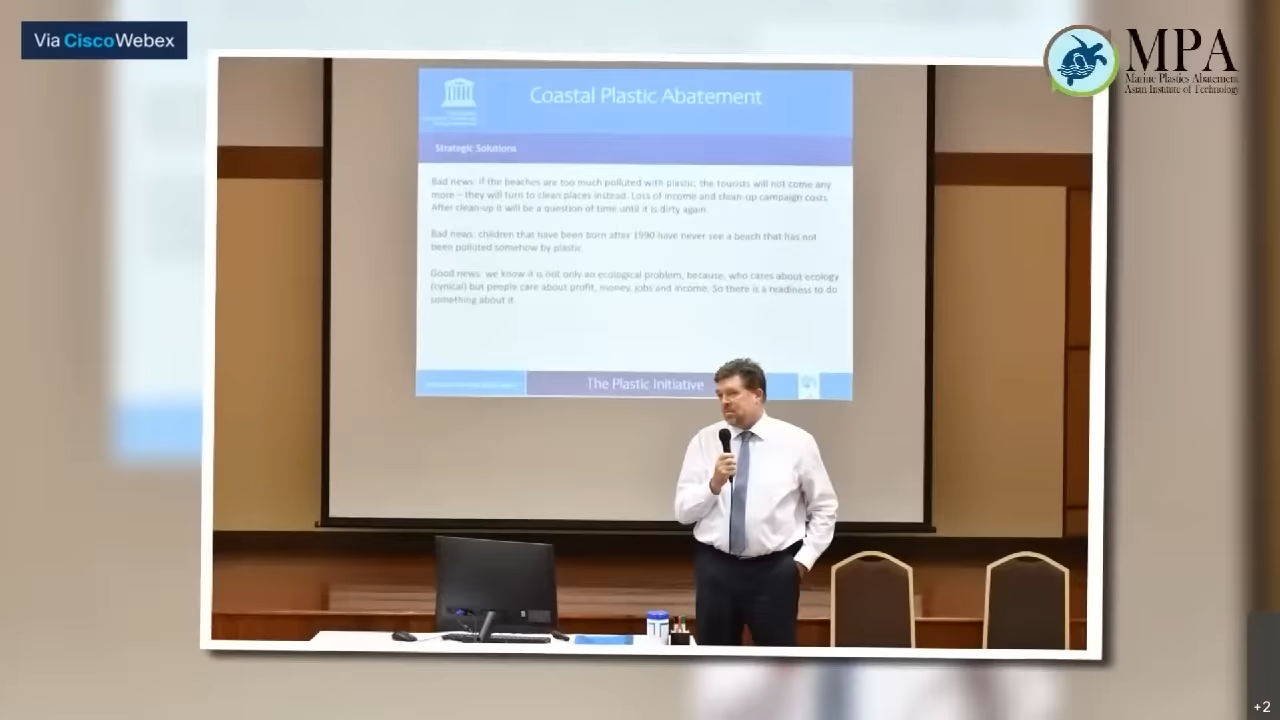 Via Cisco Webex
MPA
Marine Plastics Abatement
Asian Institute of Technology
Coastal Plastic Abatement
Strategic Solutions
Bad news: if the beaches are too much polluted with plastic, the tourists will not come any
more – they will turn to clean places instead. Loss of income and clean-up campaign costs.
After clean-up it will be a question of time until it is dirty again.
Bad news: children that have been born after 1990 have never see a beach that has not
been polluted somehow by plastic.
Good news: we know it is not only an ecological problem, because, who cares about ecology
(cynical) but people care about profit, money, jobs and income. So there is a readiness to do
something about it.
The Plastic Initiative
+2